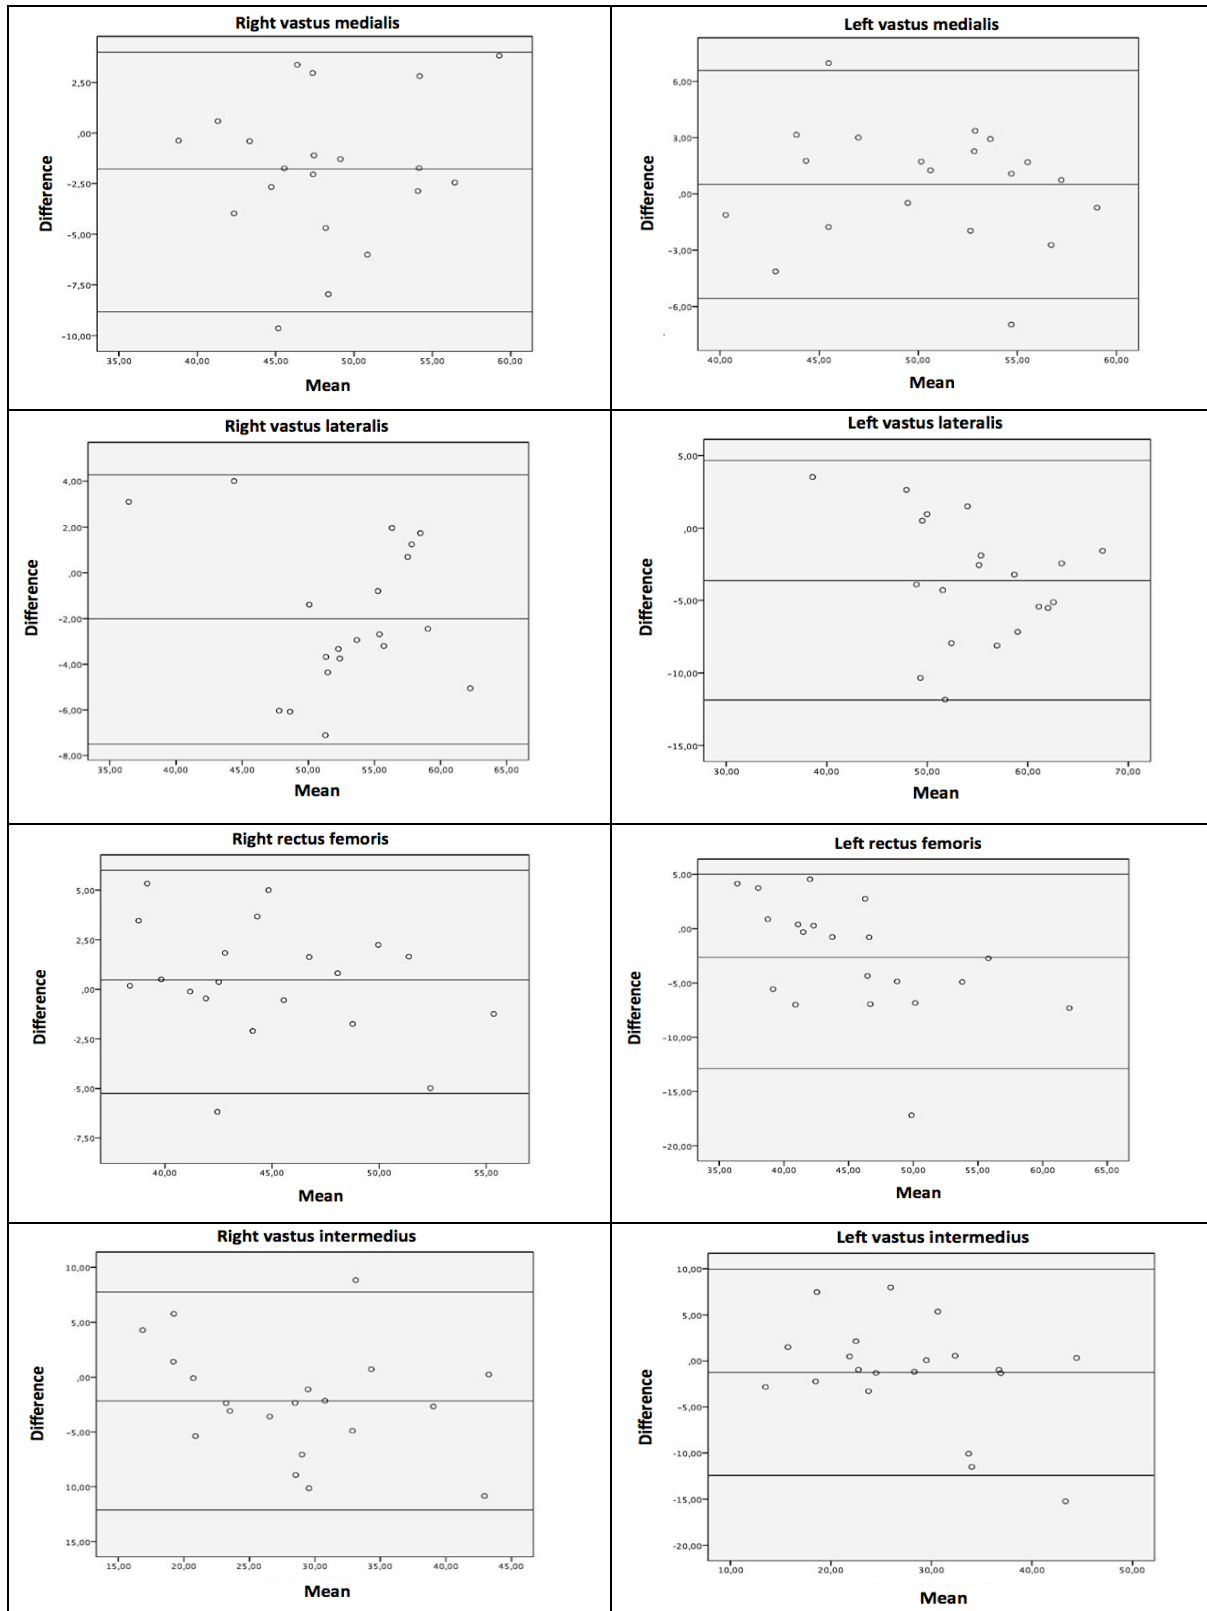 Right vastus medialis
2,50
,00
-2,50
-5,00
-7,50
-10,00
Difference
35,00 40,00 45,00 50,00 55,00 60,00
Mean
Left vastus medialis
6,00
3,00
,00
-3,00
-6,00
Difference
40,00 45,00 50,00 55,00 60,00
Mean
Right vastus lateralis
4,00
2,00
,00
-2,00
-4,00
-6,00
-8,00
Difference
35,00 40,00 45,00 50,00 55,00 60,00 65,00
Mean
Left vastus lateralis
5,00
,00
-5,00
-10,00
-15,00
Difference
30,00 40,00 50,00 60,00 70,00
Mean
Right rectus femoris
5,00
2,50
,00
-2,50
-5,00
-7,50
Difference
40,00 45,00 50,00 55,00
Mean
Left rectus femoris
5,00
,00
-5,00
-10,00
-15,00
-20,00
Difference
35,00 40,00 45,00 50,00 55,00 60,00 65,00
Mean
Right vastus intermedius
10,00
5,00
,00
-5,00
10,00
15,00
Difference
15,00 20,00 25,00 30,00 35,00 40,00 45,00
Mean
Left vastus intermedius
10,00
5,00
,00
-5,00
-10,00
-15,00
-20,00
Difference
10,00 20,00 30,00 40,00 50,00
Mean